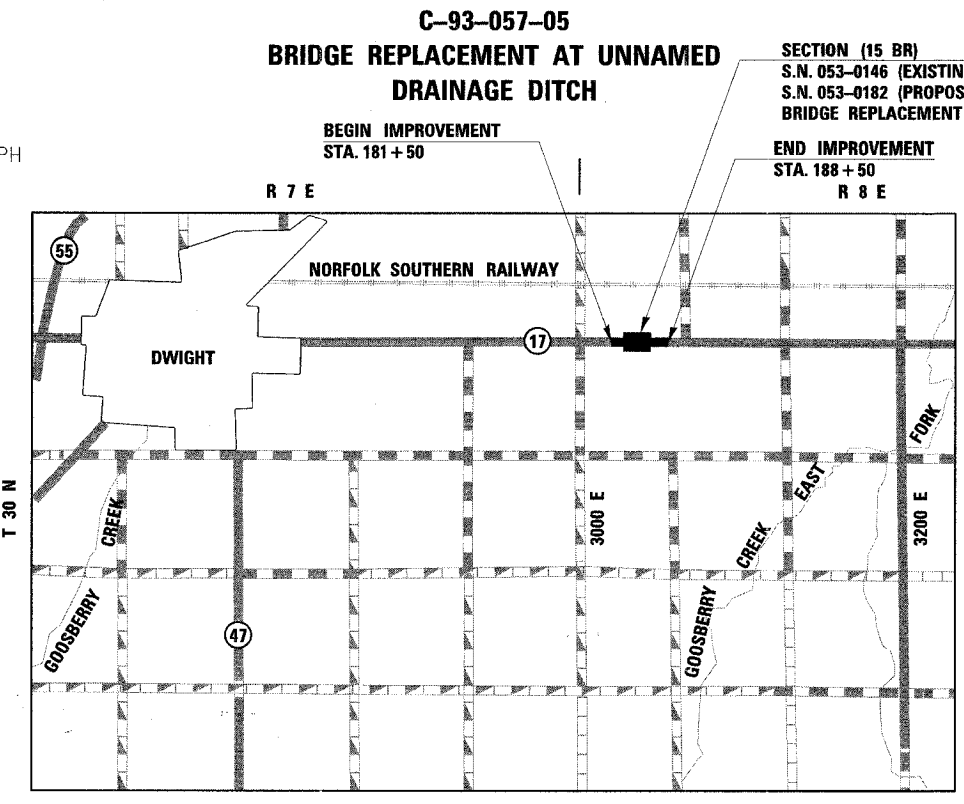 C-93-057-05
BRIDGE REPLACEMENT AT UNNAMED
DRAINAGE DITCH
SECTION (15 BR)
S.N. 053-0146 (EXISTIN
S.N. 053-0182 (PROPOS
BRIDGE REPLACEMENT
BEGIN IMPROVEMENT
STA. 181+50
END IMPROVEMENT
STA. 188+50
PH
R 7 E
R 8 E
55
NORFOLK SOUTHERN RAILWAY
17
DWIGHT
FORK
EAST
CREEK
GOOSBERRY
T 30 N
CREEK
GOOSBERRY
3000 E
3200 E
47